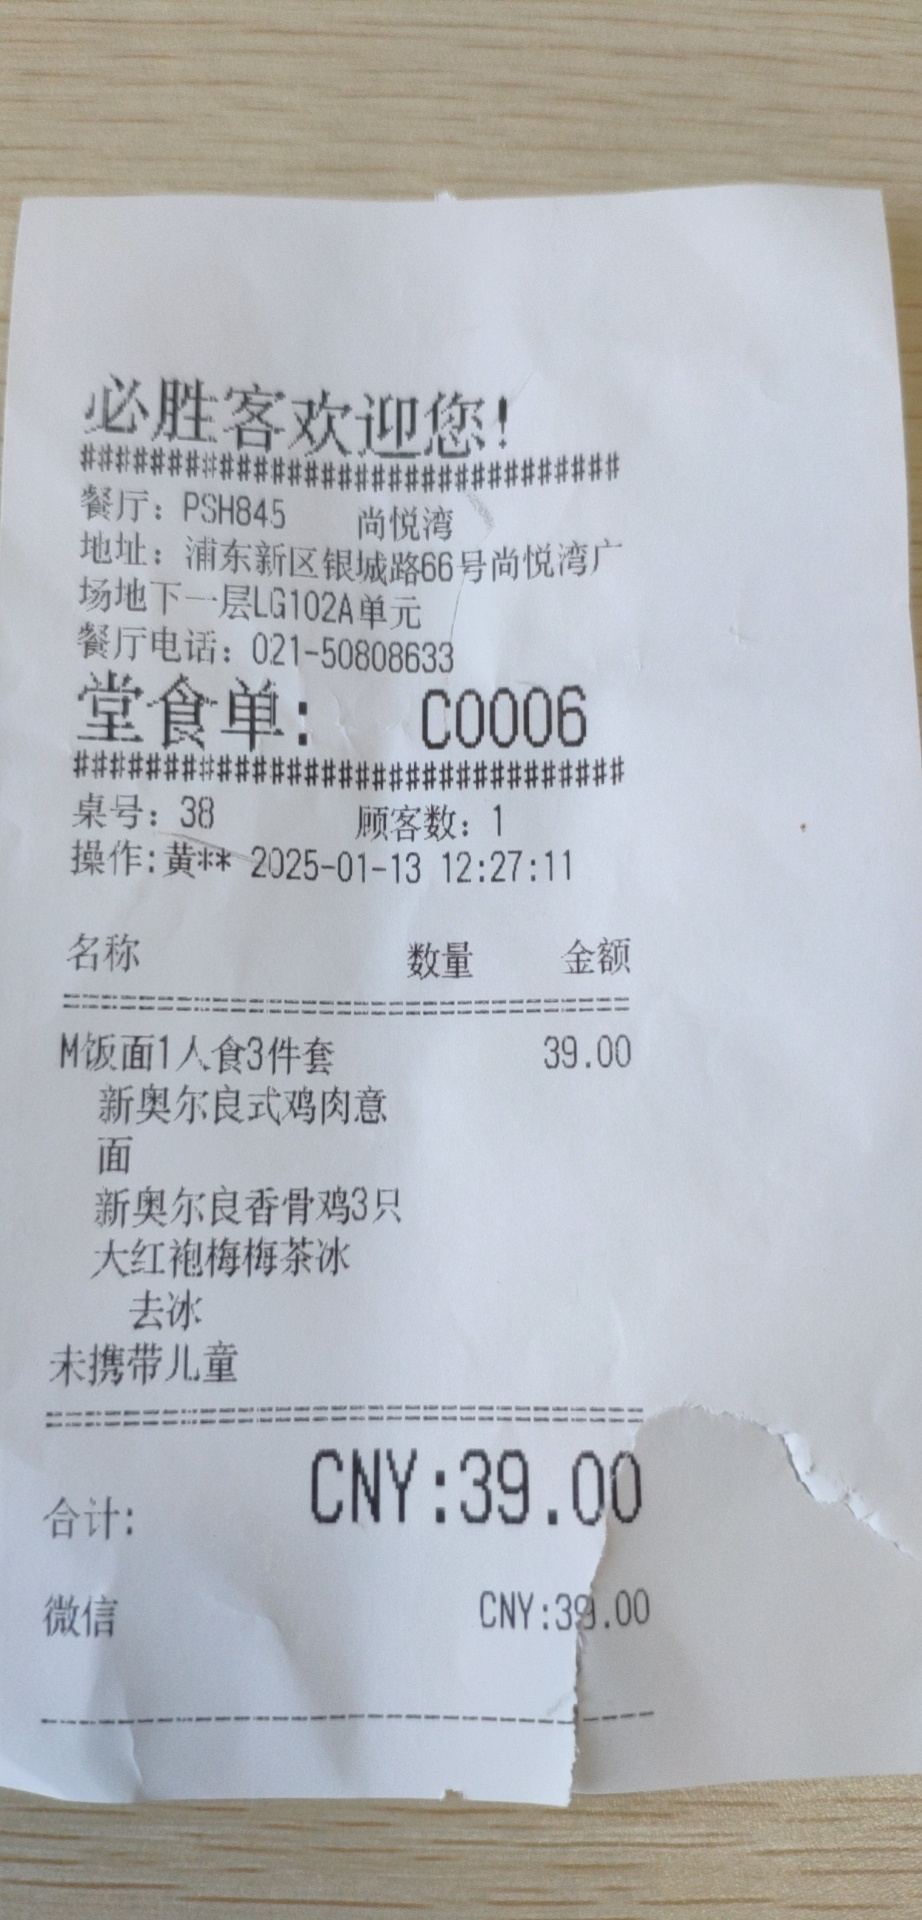 必胜客欢迎您!
##################################
餐厅：PSH845 尚悦湾
地址：浦东新区银城路66号尚悦湾广
场地下一层LG102A单元
餐厅电话：021-50808633
堂食单： C0006
##################################
桌号：38 顾客数：1
操作:黄** 2025-01-13 12:27:11
名称 数量 金额
M饭面1人食3件套 39.00
新奥尔良式鸡肉意
面
新奥尔良香骨鸡3只
大红袍梅梅茶冰
去冰
未携带儿童
合计: CNY:39.00
微信 CNY:39.00